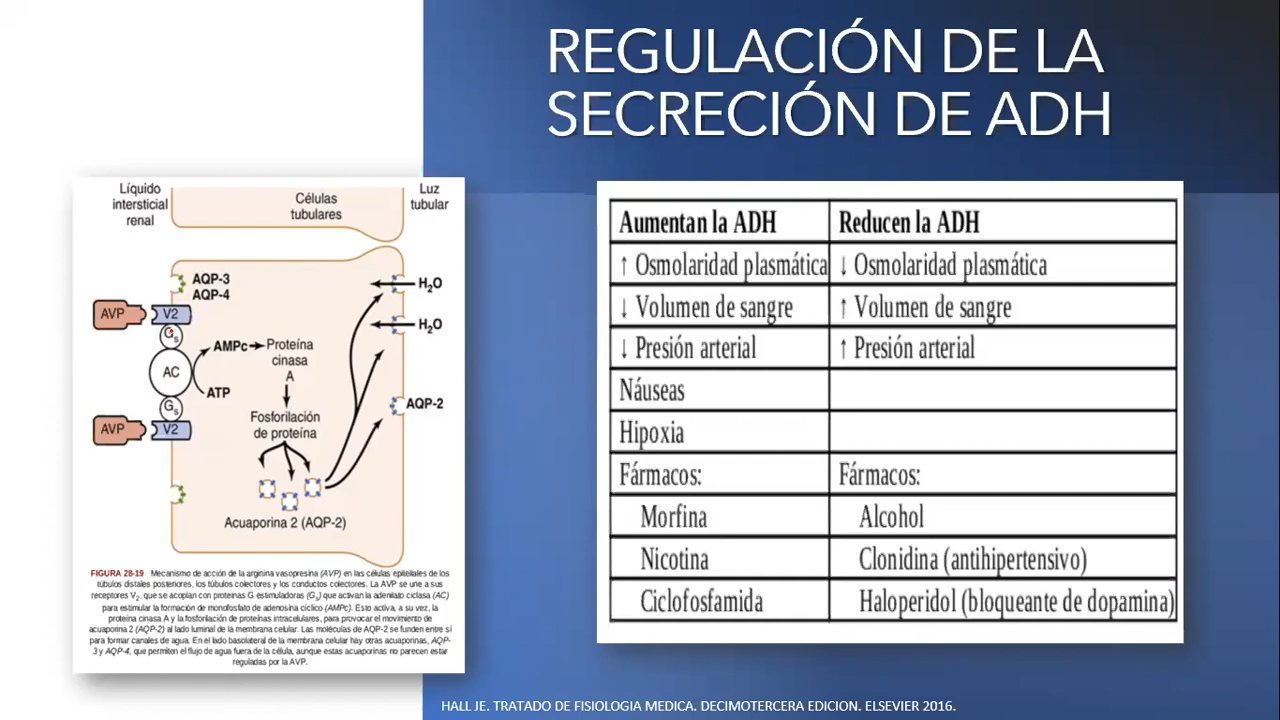 REGULACIÓN DE LA
SECRECIÓN DE ADH
Líquido
intersticial
renal
Células
tubulares
Luz
tubular
AQP-3
AQP-4
H₂O
AVP
V2
Gs
H₂O
AMPc
Proteína
cinasa
A
AC
ATP
AQP-2
Gs
Fosforilación
de proteína
AVP
V2
Acuaporina 2 (AQP-2)
FIGURA 28-19 Mecanismo de acción de la arginina vasopresina (AVP) en las células epiteliales de los
túbulos distales posteriores, los túbulos colectores y los conductos colectores. La AVP se une a sus
receptores V₂, que se acoplan con proteínas G estimuladoras (Gs) que activan la adenilato ciclasa (AC)
para estimular la formación de monofosfato de adenosina cíclico (AMPc). Esto activa, a su vez, la
proteína cinasa A y la fosforilación de proteínas intracelulares, para provocar el movimiento de
acuaporina 2 (AQP-2) al lado luminal de la membrana celular. Las moléculas de AQP-2 se funden entre sí
para formar canales de agua. En el lado basolateral de la membrana celular hay otras acuaporinas, AQP-
3 y AQP-4, que permiten el flujo de agua fuera de la célula, aunque estas acuaporinas no parecen estar
reguladas por la AVP.
Aumentan la ADH Reducen la ADH
↑ Osmolaridad plasmática ↓ Osmolaridad plasmática
↓ Volumen de sangre ↑ Volumen de sangre
↓ Presión arterial ↑ Presión arterial
Náuseas
Hipoxia
Fármacos: Fármacos:
Morfina Alcohol
Nicotina Clonidina (antihipertensivo)
Ciclofosfamida Haloperidol (bloqueante de dopamina)
HALL JE. TRATADO DE FISIOLOGIA MEDICA. DECIMOTERCERA EDICION. ELSEVIER 2016.